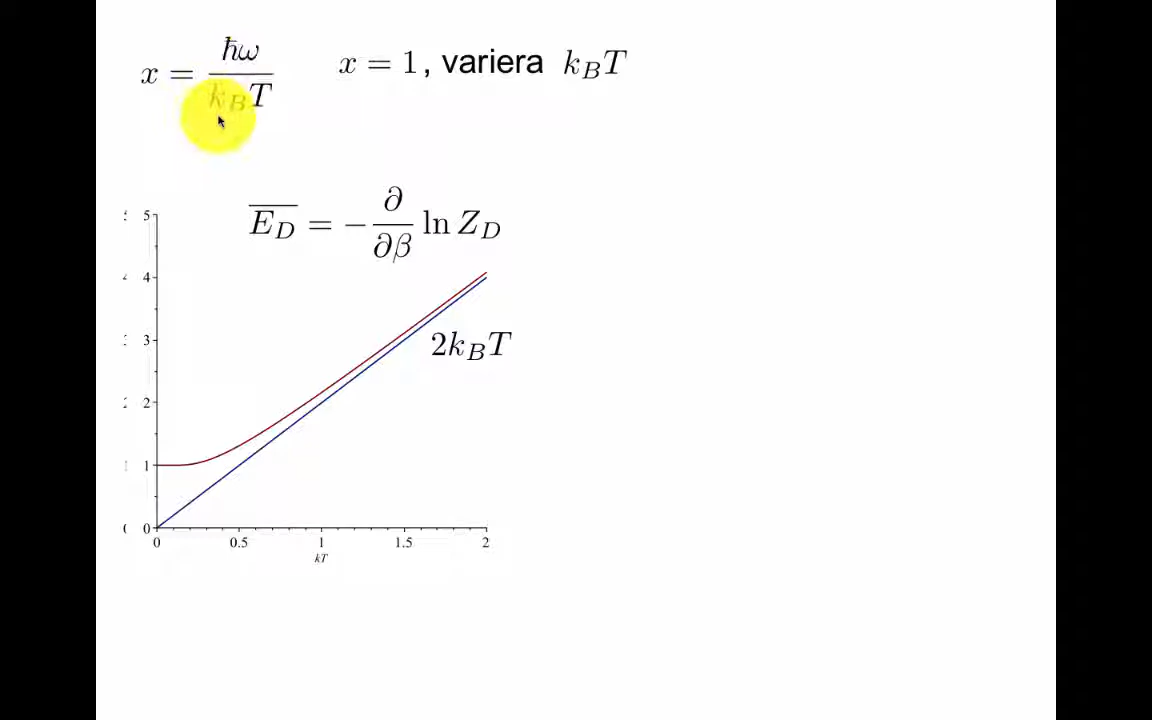 x = ħω / k_B T    x = 1, variera k_B T
\overline{E_D} = − ∂/∂β ln Z_D
5
4
3
2k_B T
2
1
0
0 0.5 1 1.5 2
kT